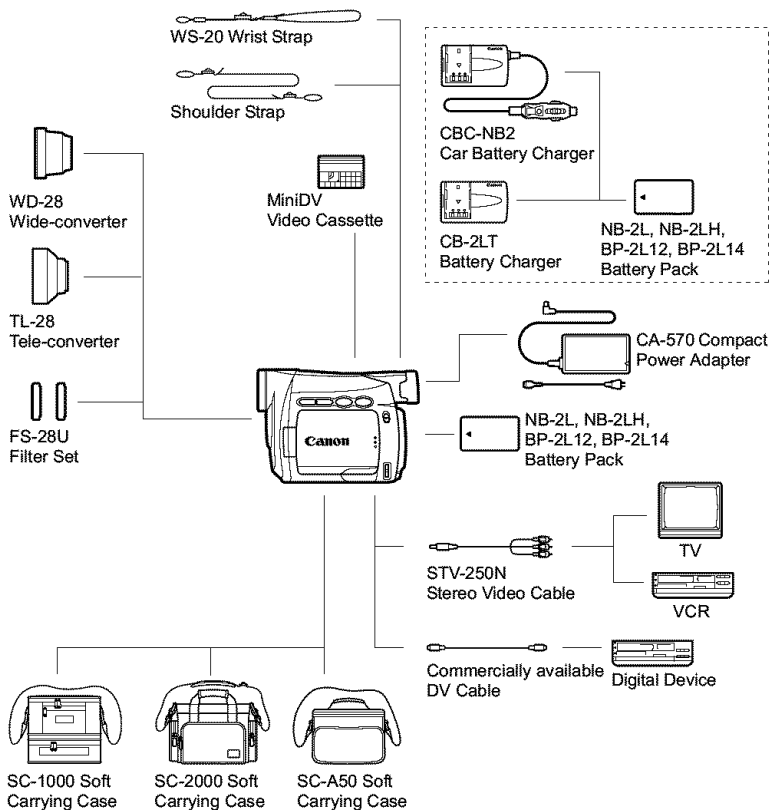 WS-20 Wrist Strap
Shoulder Strap
WD-28
Wide-converter
MiniDV
Video Cassette
CBC-NB2
Car Battery Charger
CB-2LT
Battery Charger
NB-2L, NB-2LH,
BP-2L12, BP-2L14
Battery Pack
TL-28
Tele-converter
CA-570 Compact
Power Adapter
FS-28U
Filter Set
Canon
NB-2L, NB-2LH,
BP-2L12, BP-2L14
Battery Pack
STV-250N
Stereo Video Cable
TV
VCR
Commercially available
DV Cable
Digital Device
SC-1000 Soft
Carrying Case
SC-2000 Soft
Carrying Case
SC-A50 Soft
Carrying Case